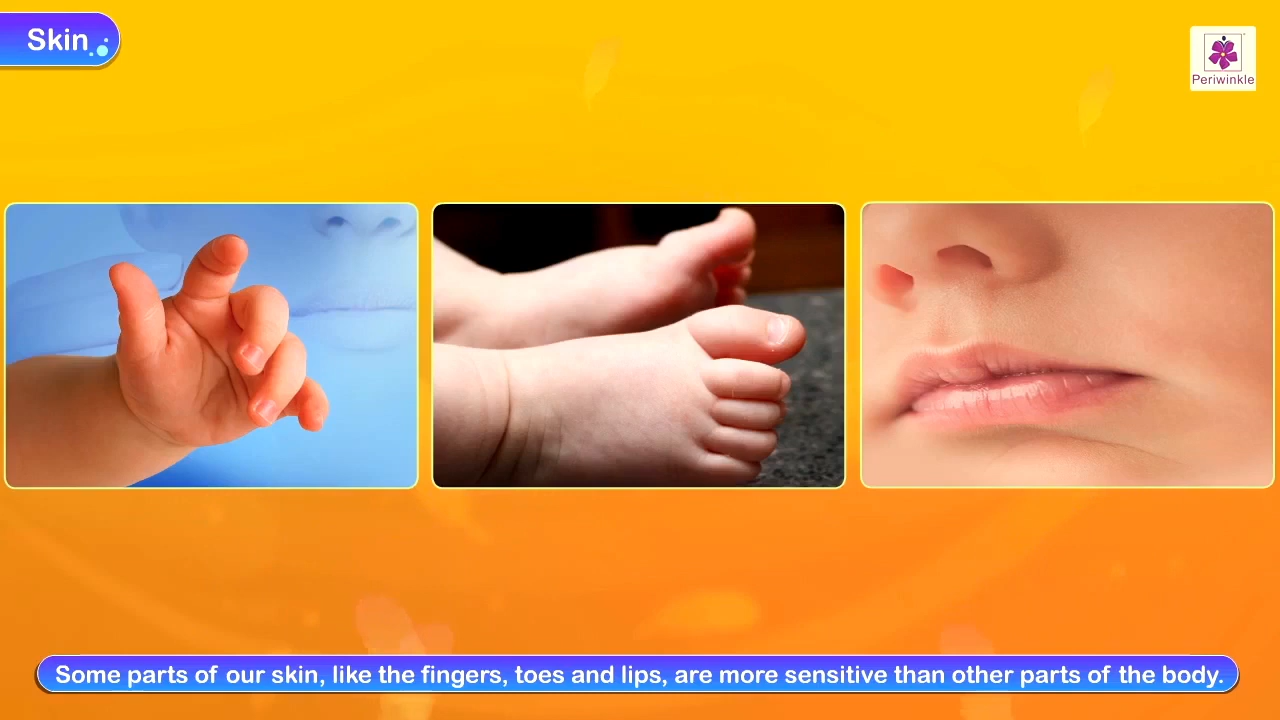 Skin
Periwinkle
Some parts of our skin, like the fingers, toes and lips, are more sensitive than other parts of the body.